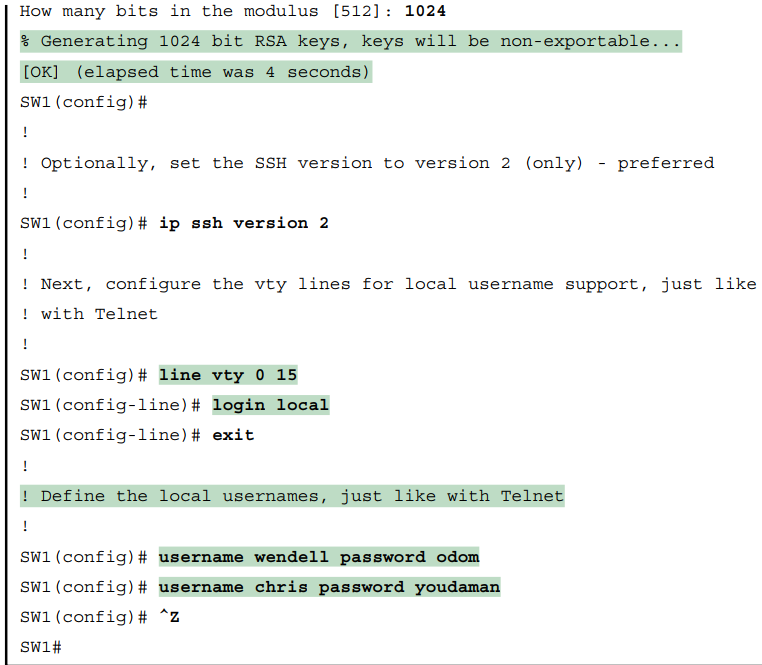 How many bits in the modulus [512]: 1024
% Generating 1024 bit RSA keys, keys will be non-exportable...
[OK] (elapsed time was 4 seconds)
SW1(config)#
!
! Optionally, set the SSH version to version 2 (only) - preferred
!
SW1(config)# ip ssh version 2
!
! Next, configure the vty lines for local username support, just like
! with Telnet
!
SW1(config)# line vty 0 15
SW1(config-line)# login local
SW1(config-line)# exit
!
! Define the local usernames, just like with Telnet
!
SW1(config)# username wendell password odom
SW1(config)# username chris password youdaman
SW1(config)# ^Z
SW1#